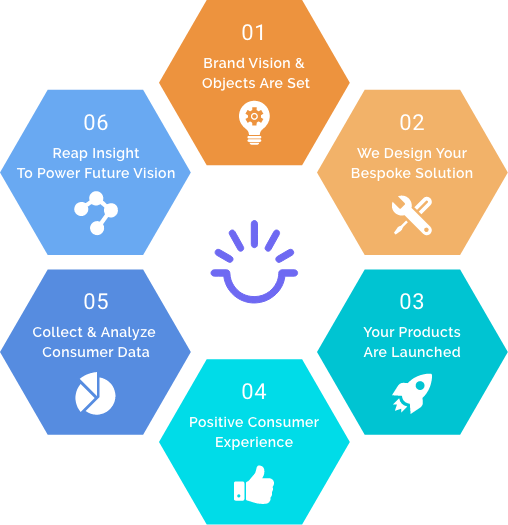 01
Brand Vision &
Objects Are Set
02
We Design Your
Bespoke Solution
03
Your Products
Are Launched
04
Positive Consumer
Experience
05
Collect & Analyze
Consumer Data
06
Reap Insight
To Power Future Vision